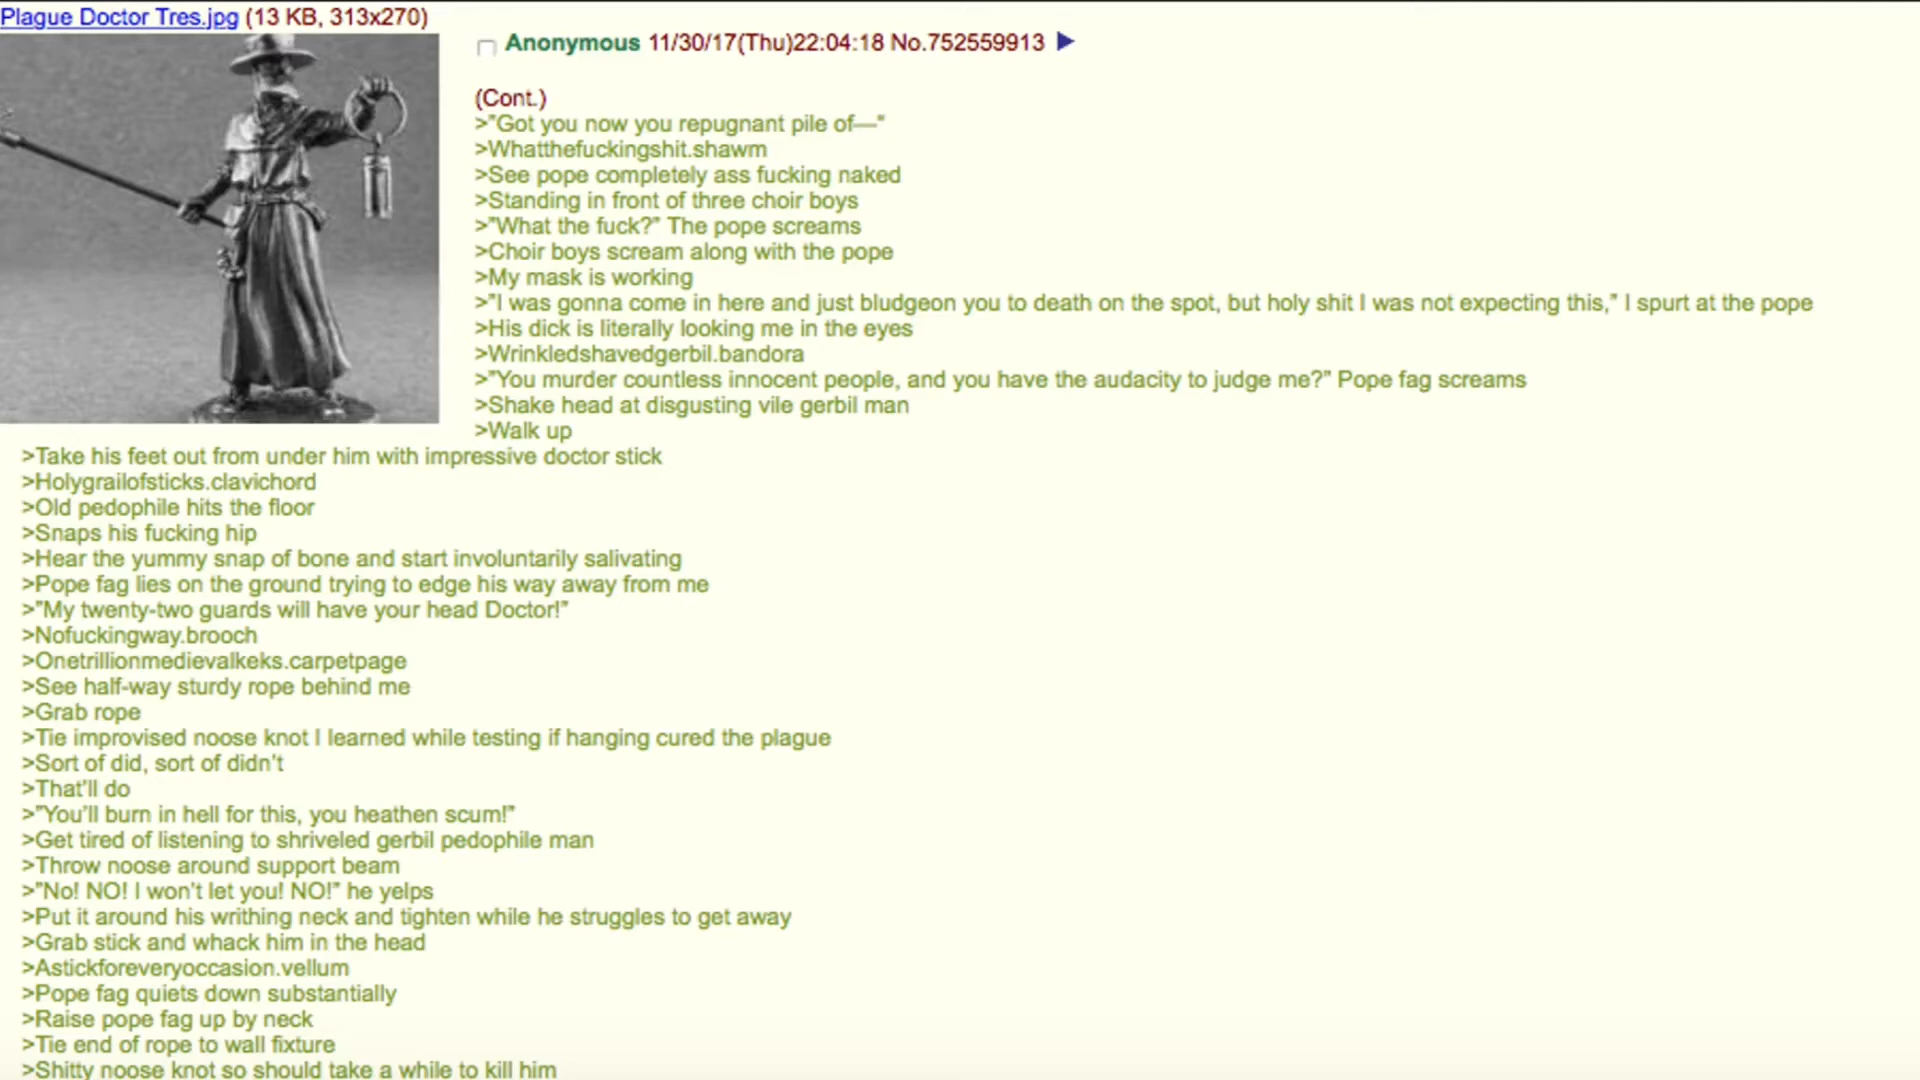 Plague Doctor Tres.jpg (13 KB, 313x270)
Anonymous 11/30/17(Thu)22:04:18 No.752559913 ▶
(Cont.)
>"Got you now you repugnant pile of—"
>Whatthefuckingshit.shawm
>See pope completely ass fucking naked
>Standing in front of three choir boys
>"What the fuck?" The pope screams
>Choir boys scream along with the pope
>My mask is working
>"I was gonna come in here and just bludgeon you to death on the spot, but holy shit I was not expecting this," I spurt at the pope
>His dick is literally looking me in the eyes
>Wrinkledshavedgerbil.bandora
>"You murder countless innocent people, and you have the audacity to judge me?" Pope fag screams
>Shake head at disgusting vile gerbil man
>Walk up
>Take his feet out from under him with impressive doctor stick
>Holygrailofsticks.clavichord
>Old pedophile hits the floor
>Snaps his fucking hip
>Hear the yummy snap of bone and start involuntarily salivating
>Pope fag lies on the ground trying to edge his way away from me
>"My twenty-two guards will have your head Doctor!"
>Nofuckingway.brooch
>Onetrillionmedievalkeks.carpetpage
>See half-way sturdy rope behind me
>Grab rope
>Tie improvised noose knot I learned while testing if hanging cured the plague
>Sort of did, sort of didn't
>That'll do
>"You'll burn in hell for this, you heathen scum!"
>Get tired of listening to shriveled gerbil pedophile man
>Throw noose around support beam
>"No! NO! I won't let you! NO!" he yelps
>Put it around his writhing neck and tighten while he struggles to get away
>Grab stick and whack him in the head
>Astickforeveryoccasion.vellum
>Pope fag quiets down substantially
>Raise pope fag up by neck
>Tie end of rope to wall fixture
>Shitty noose knot so should take a while to kill him